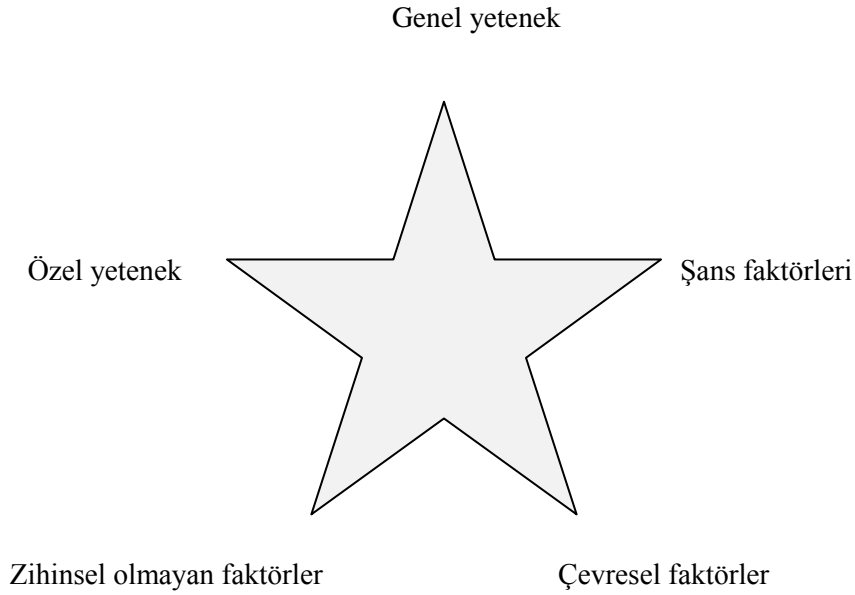 Genel yetenek
Özel yetenek
Şans faktörleri
Zihinsel olmayan faktörler
Çevresel faktörler